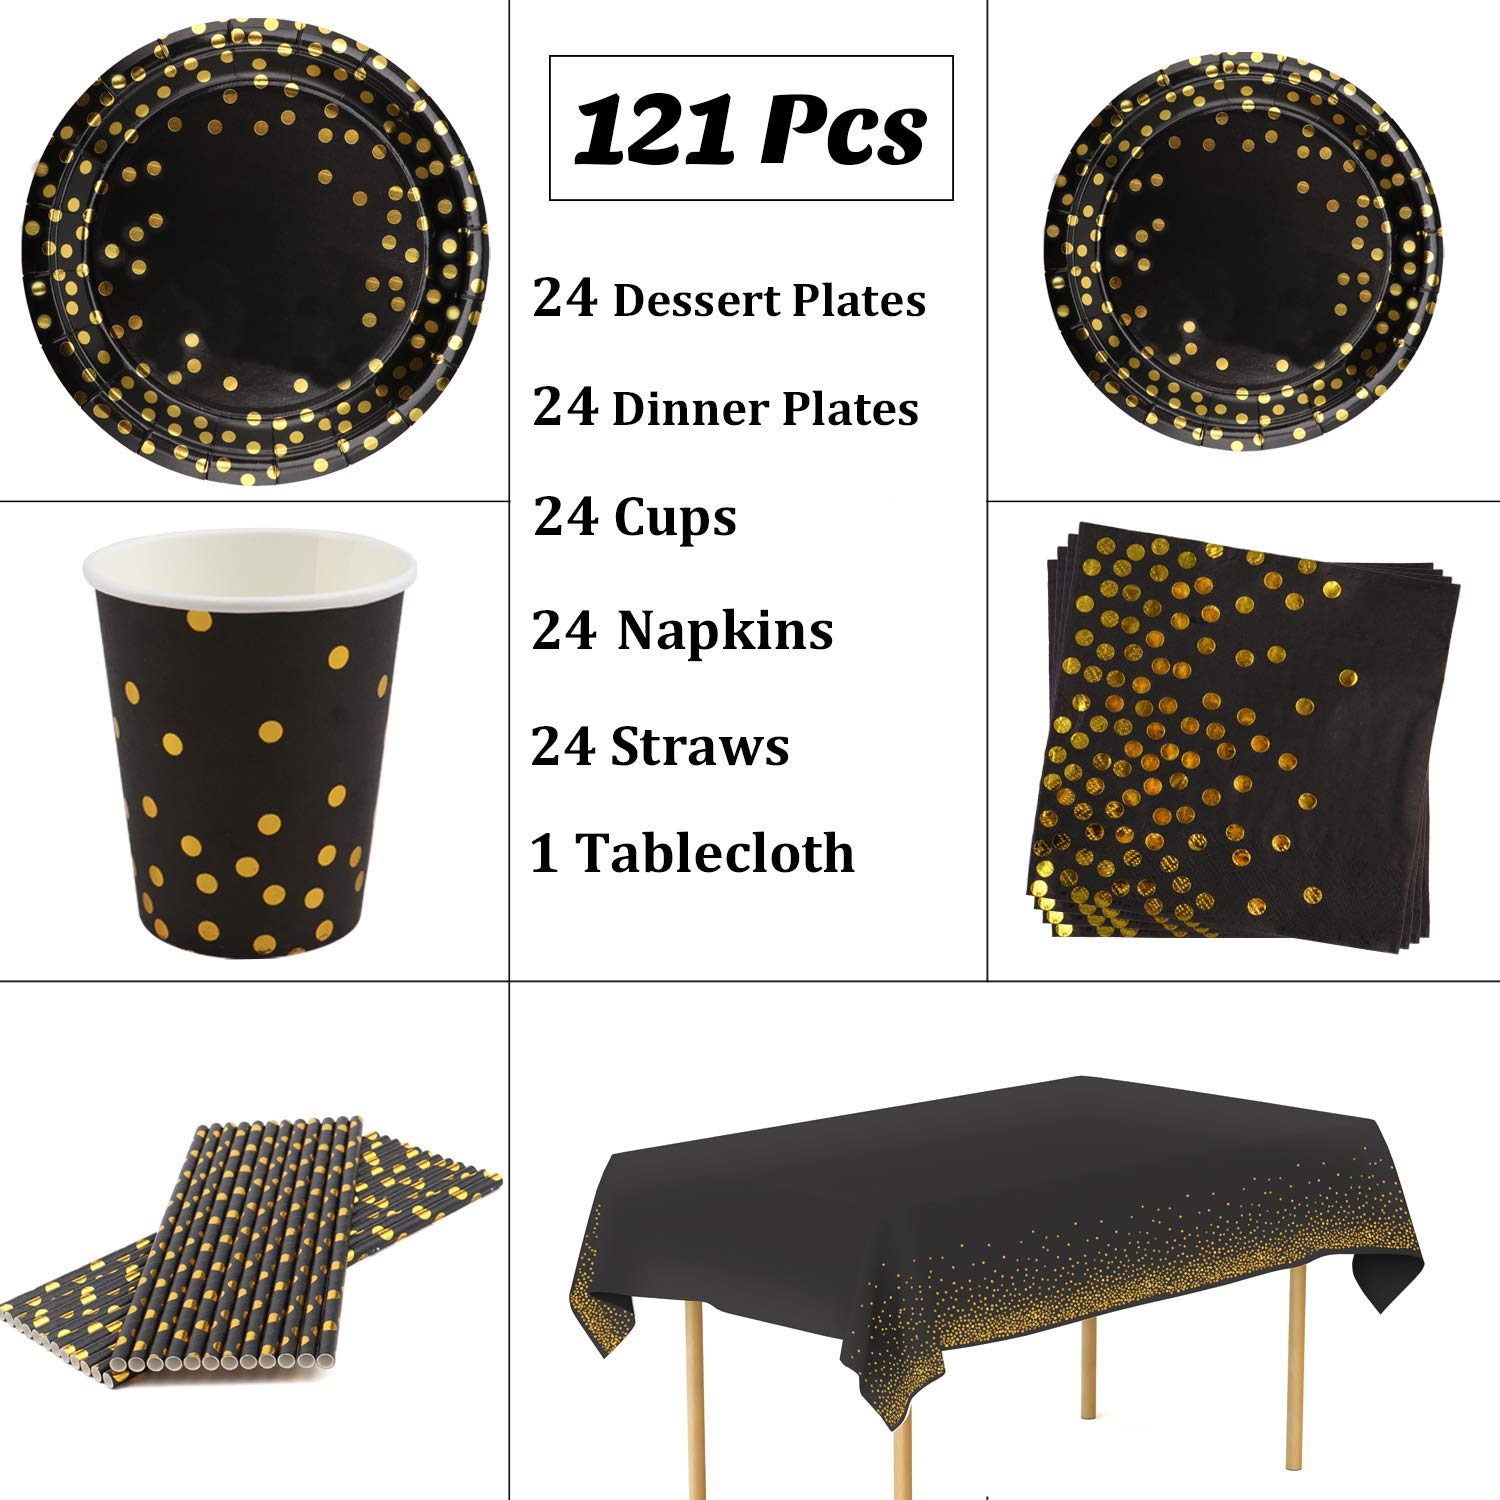 121 Pcs
24 Dessert Plates
24 Dinner Plates
24 Cups
24 Napkins
24 Straws
1 Tablecloth